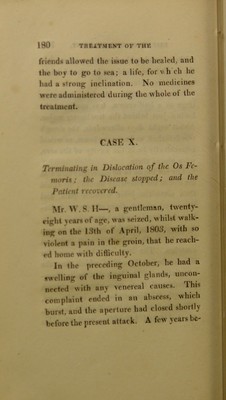 180 TREATMENT OF THE
friends allowed the issue to be healed, and
the boy to go to sea; a life, for wh ch he
had a strong inclination. No medicines
were administered during the whole of the
treatment.
CASE X.
Terminating in Dislocation of the Os Fe-
moris; the Disease stopped; and the
Patient recovered.
Mr. W. S. H—, a gentleman, twenty-
eight years of age, was seized, whilst walk-
ing on the 13th of April, 1803, with so
violent a pain in the groin, that he reach-
ed home with difficulty.
In the preceding October, he had a
swelling of the inguinal glands, uncon-
nected with any venereal causes. This
complaint ended in an abscess, which
burst, and the aperture had closed shortly
before the present attack. A few years be-